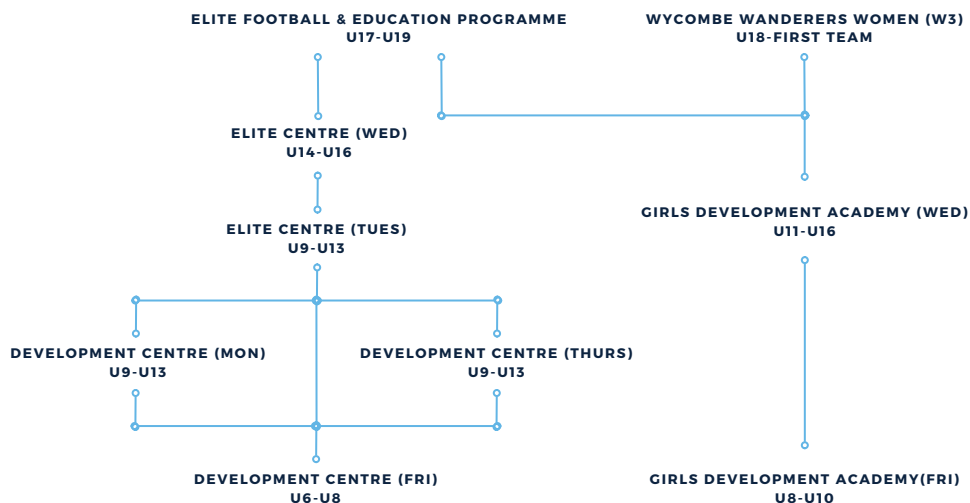 ELITE FOOTBALL & EDUCATION PROGRAMME
U17-U19
WYCOMBE WANDERERS WOMEN (W3)
U18-FIRST TEAM
ELITE CENTRE (WED)
U14-U16
GIRLS DEVELOPMENT ACADEMY (WED)
U11-U16
ELITE CENTRE (TUES)
U9-U13
DEVELOPMENT CENTRE (MON)
U9-U13
DEVELOPMENT CENTRE (THURS)
U9-U13
DEVELOPMENT CENTRE (FRI)
U6-U8
GIRLS DEVELOPMENT ACADEMY(FRI)
U8-U10